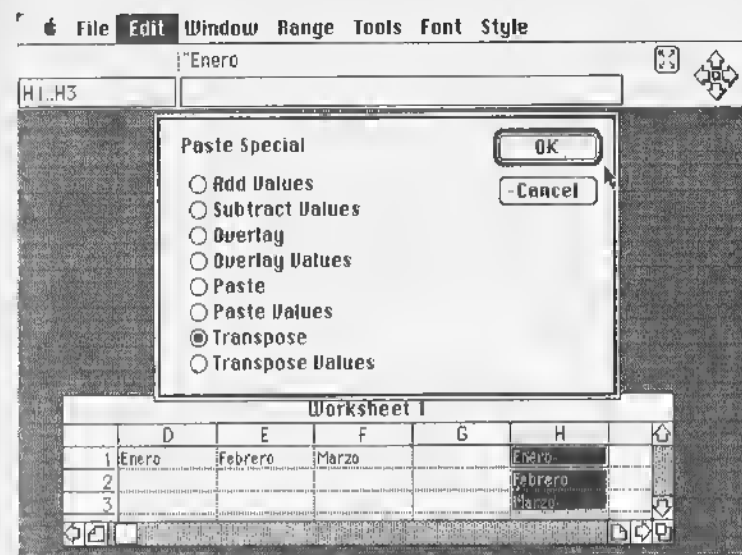 File Edit Window Range Tools Font Style
"Enero
H1..H3
Paste Special
OK
Cancel
Add Values
Subtract Values
Overlay
Overlay Values
Paste
Paste Values
Transpose
Transpose Values
Worksheet 1
D E F G H
1 Enero Febrero Marzo Enero
2 Febrero
3 Marzo